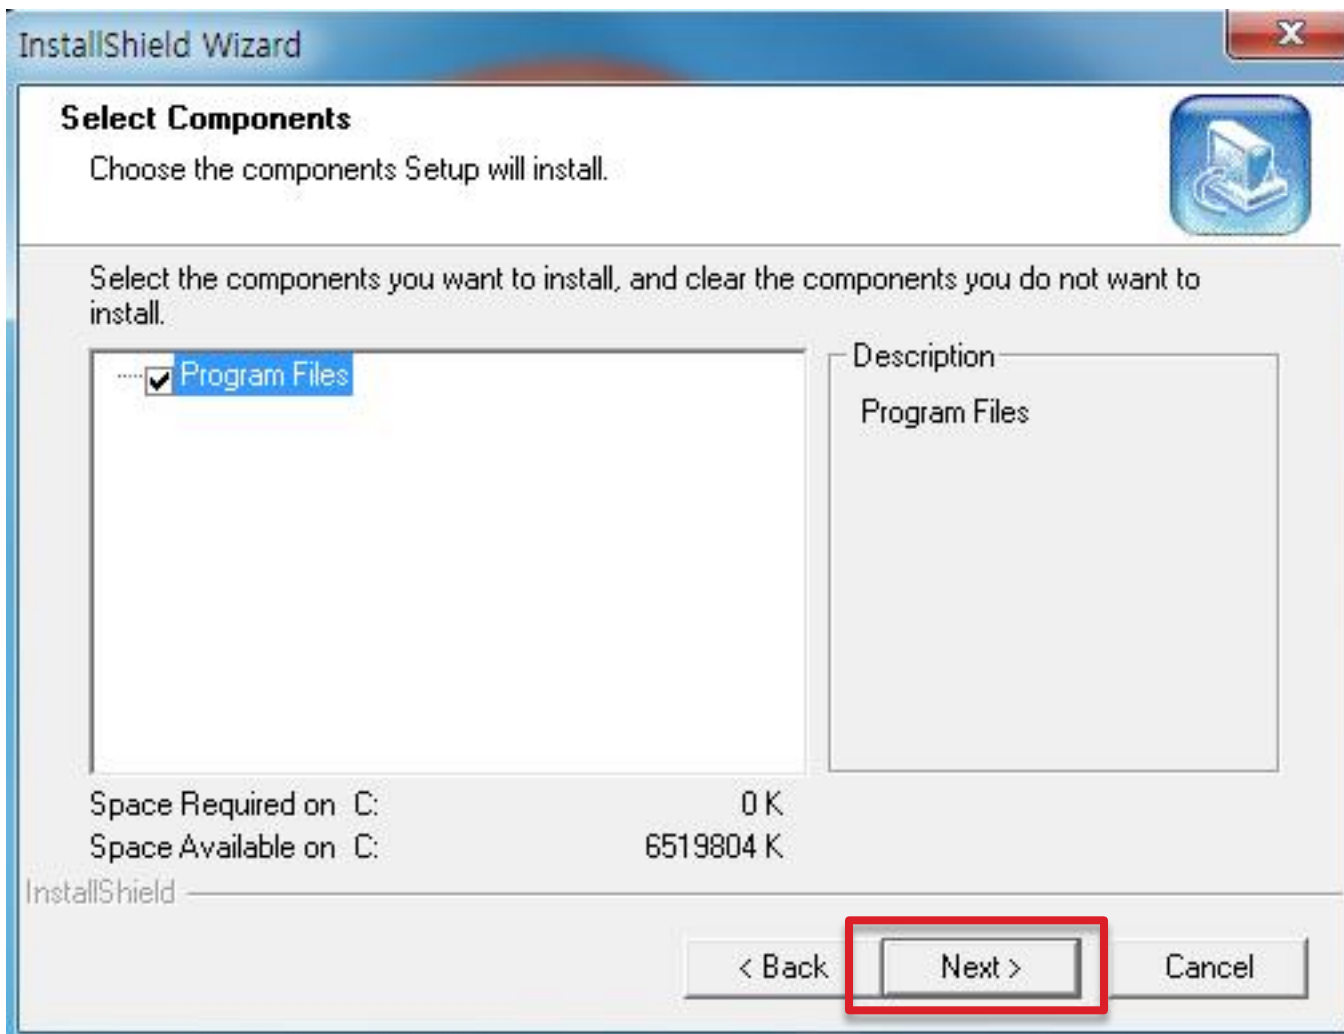 InstallShield Wizard
x
Select Components
Choose the components Setup will install.
Select the components you want to install, and clear the components you do not want to
install.
Program Files
Description
Program Files
Space Required on C: 0 K
Space Available on C: 6519804 K
InstallShield
< Back Next > Cancel